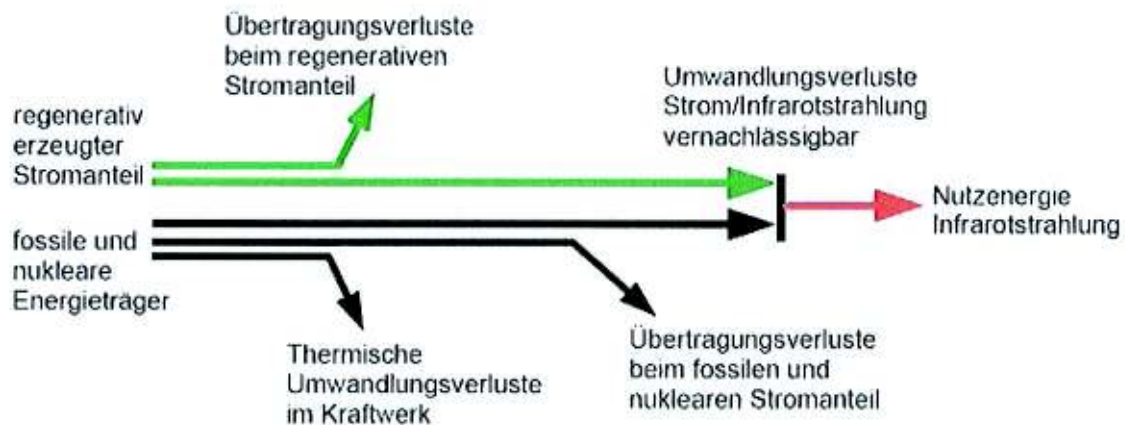 Übertragungsverluste
beim regenerativen
Stromanteil
Umwandlungsverluste
Strom/Infrarotstrahlung
vernachlässigbar
regenerativ
erzeugter
Stromanteil
Nutzenergie
Infrarotstrahlung
fossile und
nukleare
Energieträger
Thermische
Umwandlungsverluste
im Kraftwerk
Übertragungsverluste
beim fossilen und
nuklearen Stromanteil